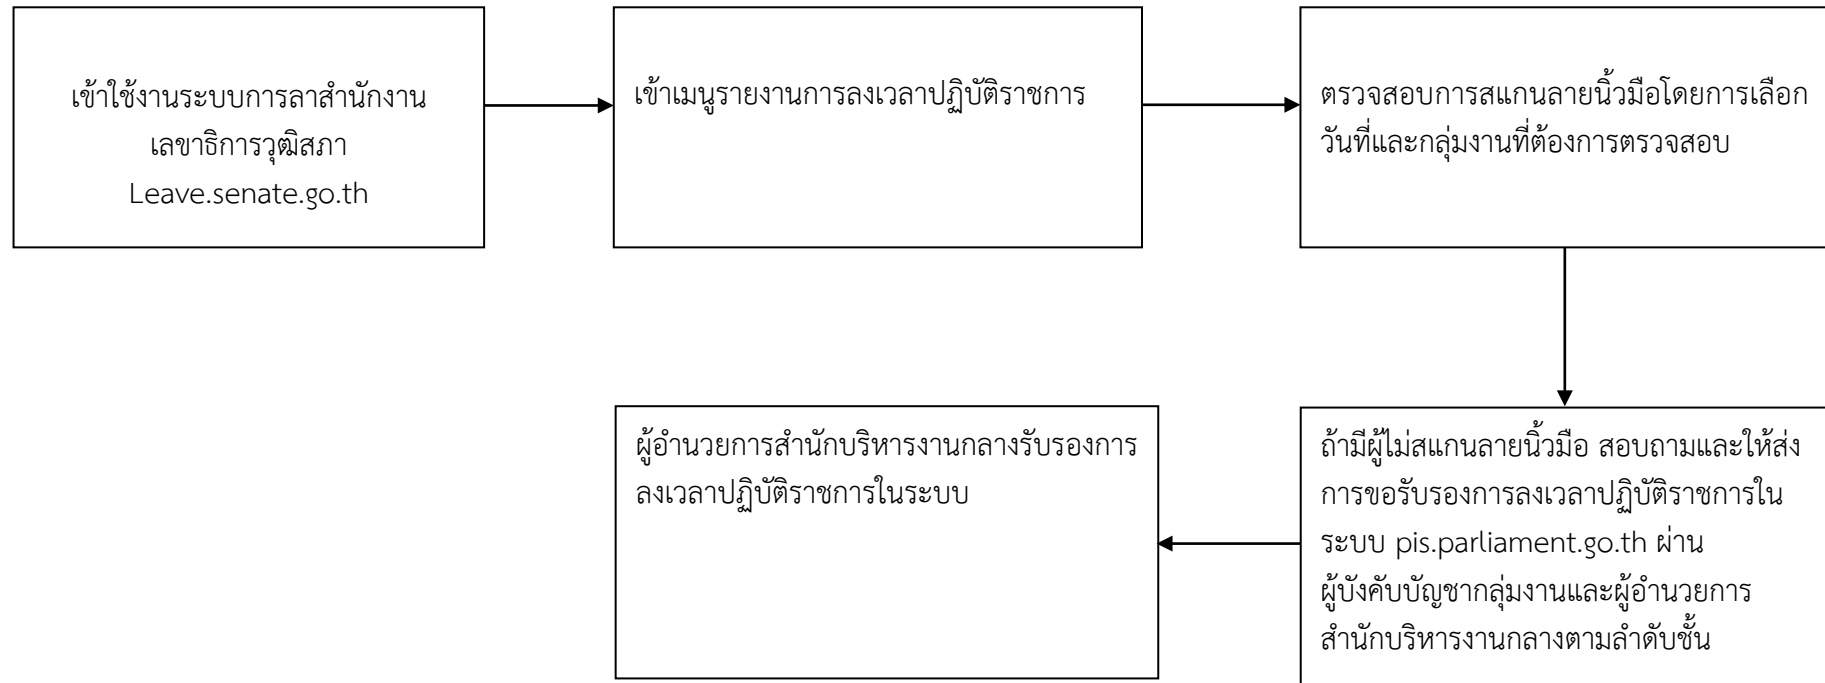 เข้าใช้งานระบบการลาสำนักงาน
เลขาธิการวุฒิสภา
Leave.senate.go.th
เข้าเมนูรายงานการลงเวลาปฏิบัติราชการ
ตรวจสอบการสแกนลายนิ้วมือโดยการเลือก
วันที่และกลุ่มงานที่ต้องการตรวจสอบ
ถ้ามีผู้ไม่สแกนลายนิ้วมือ สอบถามและให้ส่ง
การขอรับรองการลงเวลาปฏิบัติราชการใน
ระบบ pis.parliament.go.th ผ่าน
ผู้บังคับบัญชากลุ่มงานและผู้อำนวยการ
สำนักบริหารงานกลางตามลำดับชั้น
ผู้อำนวยการสำนักบริหารงานกลางรับรองการ
ลงเวลาปฏิบัติราชการในระบบ